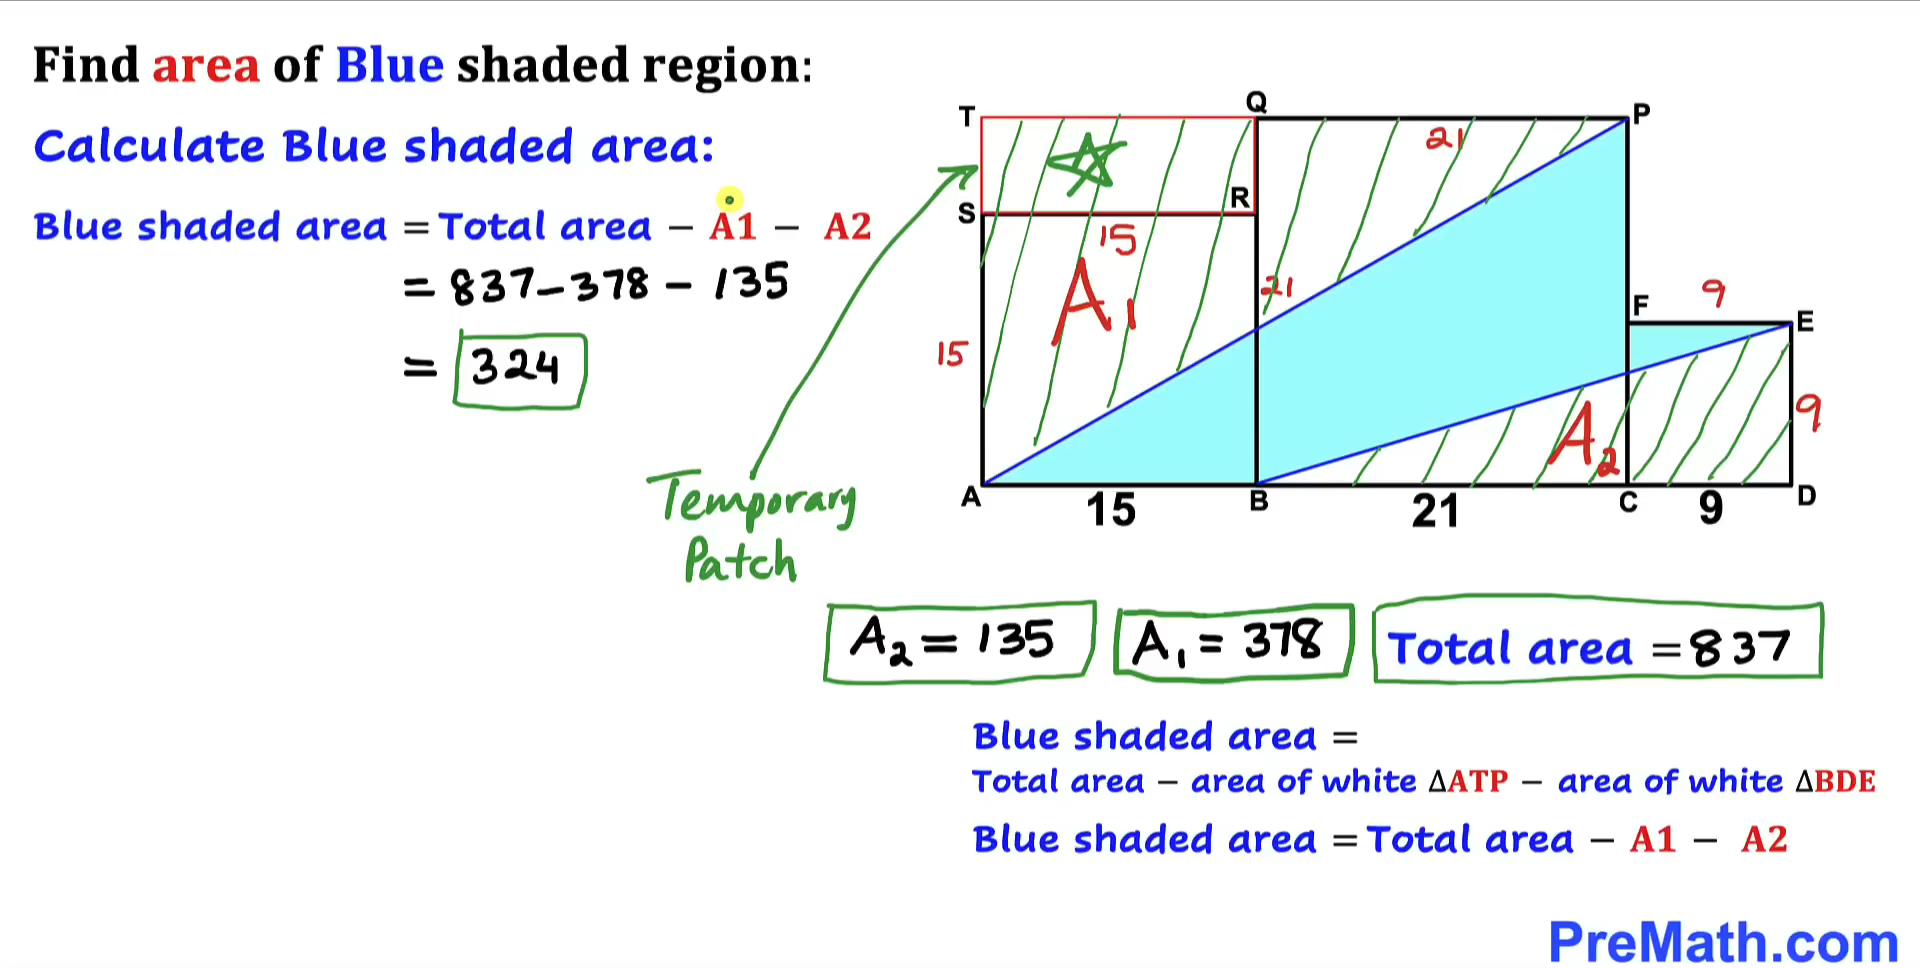 Find area of Blue shaded region:
Calculate Blue shaded area:
Blue shaded area = Total area − A1 − A2
= 837 − 378 − 135
= 324
Temporary
Patch
T
Q
P
21
S
R
15
A1
21
15
F
9
E
9
A2
A
15
B
21
C
9
D
A2 = 135
A1 = 378
Total area = 837
Blue shaded area =
Total area − area of white ΔATP − area of white ΔBDE
Blue shaded area = Total area − A1 − A2
PreMath.com